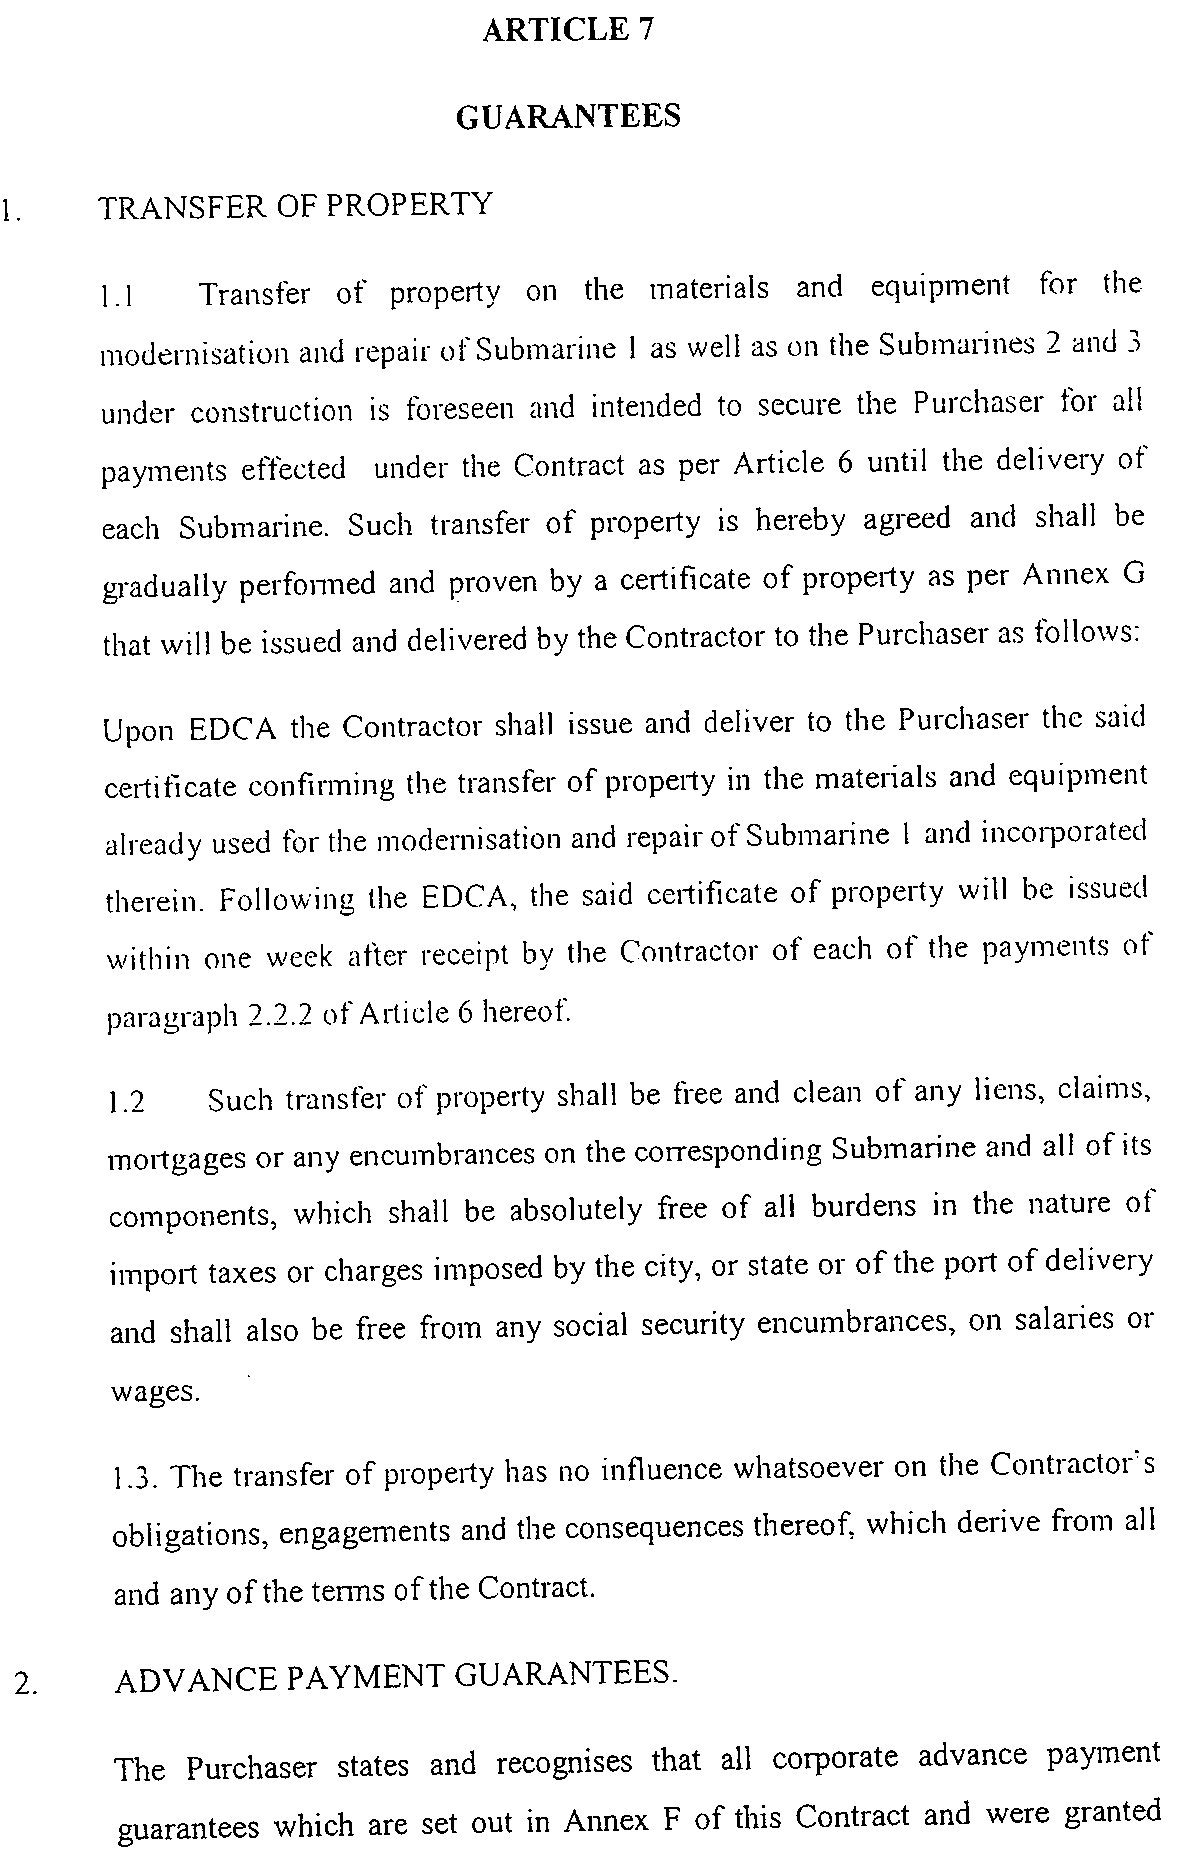 ARTICLE 7
GUARANTEES
1. TRANSFER OF PROPERTY
1.1 Transfer of property on the materials and equipment for the
modernisation and repair of Submarine 1 as well as on the Submarines 2 and 3
under construction is foreseen and intended to secure the Purchaser for all
payments effected under the Contract as per Article 6 until the delivery of
each Submarine. Such transfer of property is hereby agreed and shall be
gradually performed and proven by a certificate of property as per Annex G
that will be issued and delivered by the Contractor to the Purchaser as follows:
Upon EDCA the Contractor shall issue and deliver to the Purchaser the said
certificate confirming the transfer of property in the materials and equipment
already used for the modernisation and repair of Submarine 1 and incorporated
therein. Following the EDCA, the said certificate of property will be issued
within one week after receipt by the Contractor of each of the payments of
paragraph 2.2.2 of Article 6 hereof.
1.2 Such transfer of property shall be free and clean of any liens, claims,
mortgages or any encumbrances on the corresponding Submarine and all of its
components, which shall be absolutely free of all burdens in the nature of
import taxes or charges imposed by the city, or state or of the port of delivery
and shall also be free from any social security encumbrances, on salaries or
wages.
1.3. The transfer of property has no influence whatsoever on the Contractor's
obligations, engagements and the consequences thereof, which derive from all
and any of the terms of the Contract.
2. ADVANCE PAYMENT GUARANTEES.
The Purchaser states and recognises that all corporate advance payment
guarantees which are set out in Annex F of this Contract and were granted